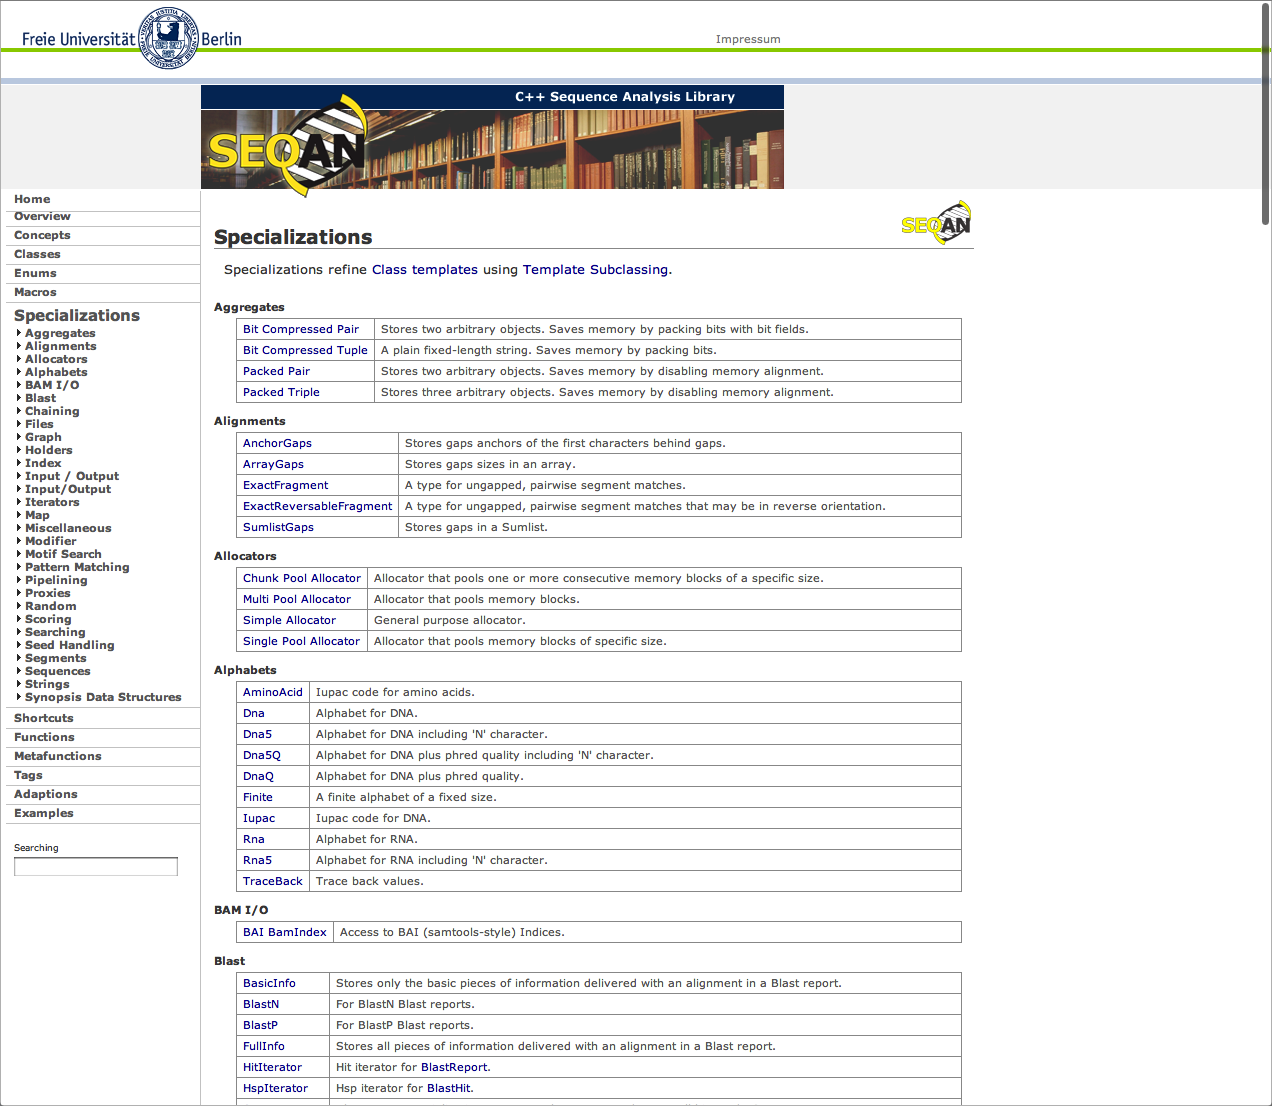 Freie Universität Berlin
Impressum
C++ Sequence Analysis Library
SEQAN
Home
Overview
Concepts
Classes
Enums
Macros
Specializations
Aggregates
Alignments
Allocators
Alphabets
BAM I/O
Blast
Chaining
Files
Graph
Holders
Index
Input / Output
Input/Output
Iterators
Map
Miscellaneous
Modifier
Motif Search
Pattern Matching
Pipelining
Proxies
Random
Scoring
Searching
Seed Handling
Segments
Sequences
Strings
Synopsis Data Structures
Shortcuts
Functions
Metafunctions
Tags
Adaptions
Examples
Searching
SEQAN
Specializations
Specializations refine Class templates using Template Subclassing.
Aggregates
Bit Compressed Pair Stores two arbitrary objects. Saves memory by packing bits with bit fields.
Bit Compressed Tuple A plain fixed-length string. Saves memory by packing bits.
Packed Pair Stores two arbitrary objects. Saves memory by disabling memory alignment.
Packed Triple Stores three arbitrary objects. Saves memory by disabling memory alignment.
Alignments
AnchorGaps Stores gaps anchors of the first characters behind gaps.
ArrayGaps Stores gaps sizes in an array.
ExactFragment A type for ungapped, pairwise segment matches.
ExactReversableFragment A type for ungapped, pairwise segment matches that may be in reverse orientation.
SumlistGaps Stores gaps in a Sumlist.
Allocators
Chunk Pool Allocator Allocator that pools one or more consecutive memory blocks of a specific size.
Multi Pool Allocator Allocator that pools memory blocks.
Simple Allocator General purpose allocator.
Single Pool Allocator Allocator that pools memory blocks of specific size.
Alphabets
AminoAcid Iupac code for amino acids.
Dna Alphabet for DNA.
Dna5 Alphabet for DNA including 'N' character.
Dna5Q Alphabet for DNA plus phred quality including 'N' character.
DnaQ Alphabet for DNA plus phred quality.
Finite A finite alphabet of a fixed size.
Iupac Iupac code for DNA.
Rna Alphabet for RNA.
Rna5 Alphabet for RNA including 'N' character.
TraceBack Trace back values.
BAM I/O
BAI BamIndex Access to BAI (samtools-style) Indices.
Blast
BasicInfo Stores only the basic pieces of information delivered with an alignment in a Blast report.
BlastN For BlastN Blast reports.
BlastP For BlastP Blast reports.
FullInfo Stores all pieces of information delivered with an alignment in a Blast report.
HitIterator Hit iterator for BlastReport.
HspIterator Hsp iterator for BlastHit.